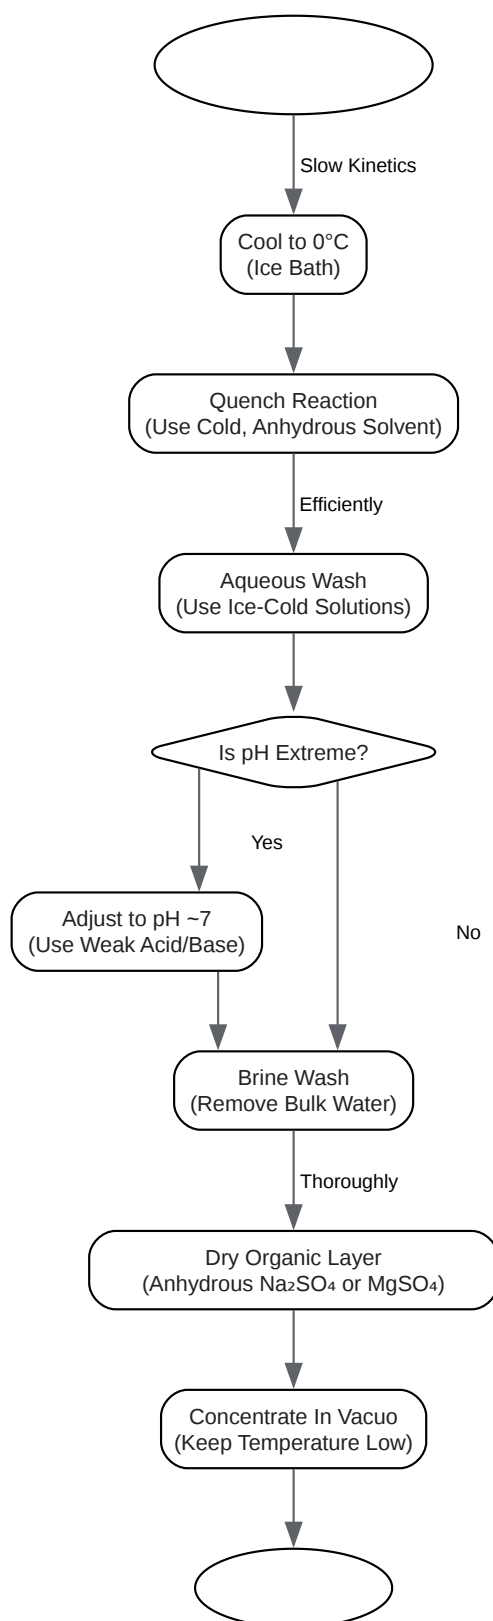 Slow Kinetics
Cool to 0°C
(Ice Bath)
Quench Reaction
(Use Cold, Anhydrous Solvent)
Efficiently
Aqueous Wash
(Use Ice-Cold Solutions)
Is pH Extreme?
Yes
Adjust to pH ~7
(Use Weak Acid/Base)
No
Brine Wash
(Remove Bulk Water)
Thoroughly
Dry Organic Layer
(Anhydrous Na₂SO₄ or MgSO₄)
Concentrate In Vacuo
(Keep Temperature Low)